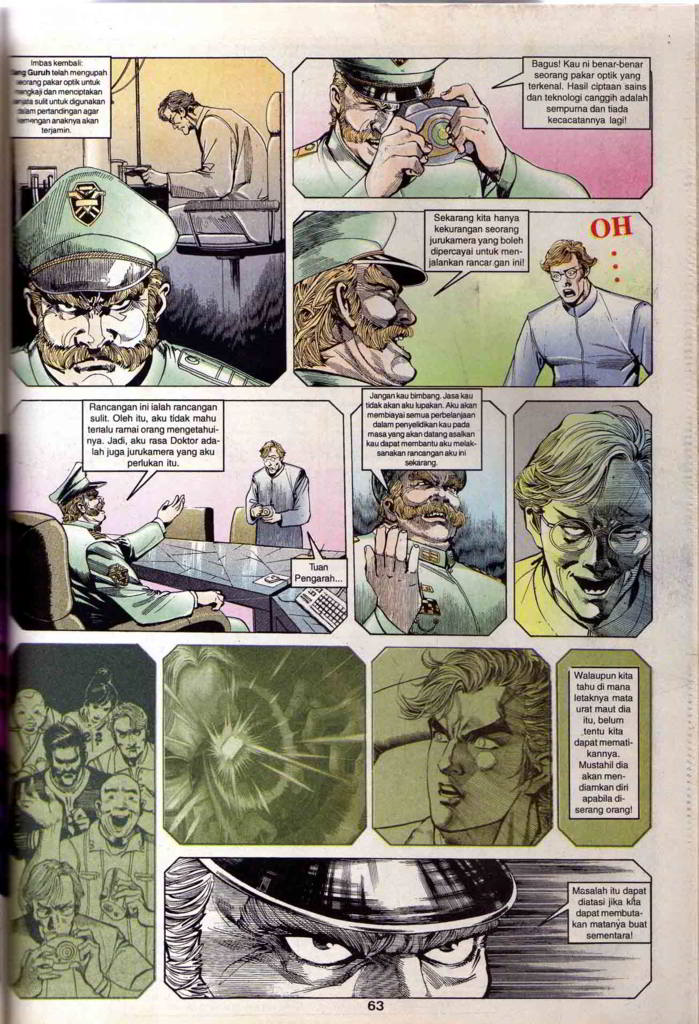 Imbas kembali:
Guruh telah mengupah
seorang pakar optik untuk
mengkaji dan menciptakan
sulit untuk digunakan
dalam pertandingan agar
kemenangan anaknya akan
terjamin.
Bagus! Kau ni benar-benar
seorang pakar optik yang
terkenal. Hasil ciptaan sains
dan teknologi canggih adalah
sempurna dan tiada
kecacatannya lagi!
Sekarang kita hanya
kekurangan seorang
jurukamera yang boleh
dipercayai untuk men-
jalankan rancangan ini!
OH
...
Rancangan ini ialah rancangan
sulit. Oleh itu, aku tidak mahu
terlalu ramai orang mengetahui-
nya. Jadi, aku rasa Doktor ada-
lah juga jurukamera yang aku
perlukan itu.
Tuan
Pengarah...
Jangan kau bimbang. Jasa kau
tidak akan aku lupakan. Aku akan
membiayai semua perbelanjaan
dalam penyelidikan kau pada
masa yang akan datang asalkan
kau dapat membantu aku melak-
sanakan rancangan aku ini
sekarang.
Walaupun kita
tahu di mana
letaknya mata
urat maut dia
itu, belum
tentu kita
dapat memati-
kannya.
Mustahil dia
akan men-
diamkan diri
apabila di-
serang orang!
Masalah itu dapat
diatasi jika kita
dapat membuta-
kan matanya buat
sementara!
63